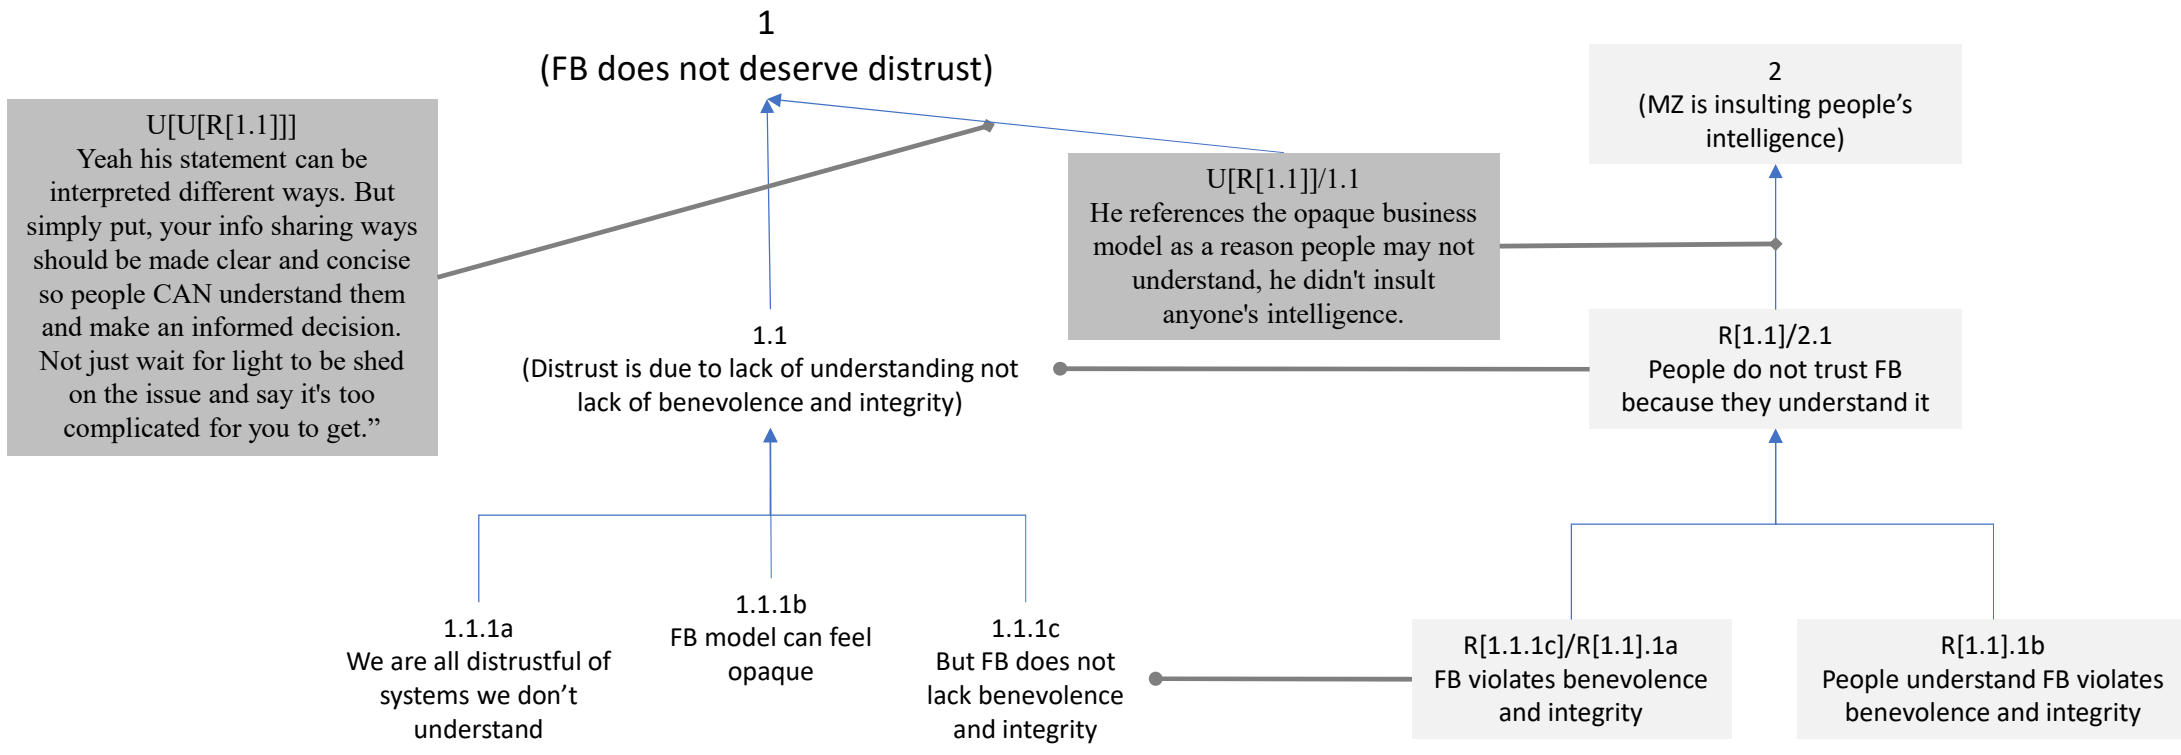 1
(FB does not deserve distrust)
2
(MZ is insulting people’s
intelligence)
U[U[R[1.1]]]
Yeah his statement can be
interpreted different ways. But
simply put, your info sharing ways
should be made clear and concise
so people CAN understand them
and make an informed decision.
Not just wait for light to be shed
on the issue and say it's too
complicated for you to get.”
U[R[1.1]]/1.1
He references the opaque business
model as a reason people may not
understand, he didn't insult
anyone's intelligence.
1.1
(Distrust is due to lack of understanding not
lack of benevolence and integrity)
R[1.1]/2.1
People do not trust FB
because they understand it
1.1.1a
We are all distrustful of
systems we don’t
understand
1.1.1b
FB model can feel
opaque
1.1.1c
But FB does not
lack benevolence
and integrity
R[1.1.1c]/R[1.1].1a
FB violates benevolence
and integrity
R[1.1].1b
People understand FB violates
benevolence and integrity